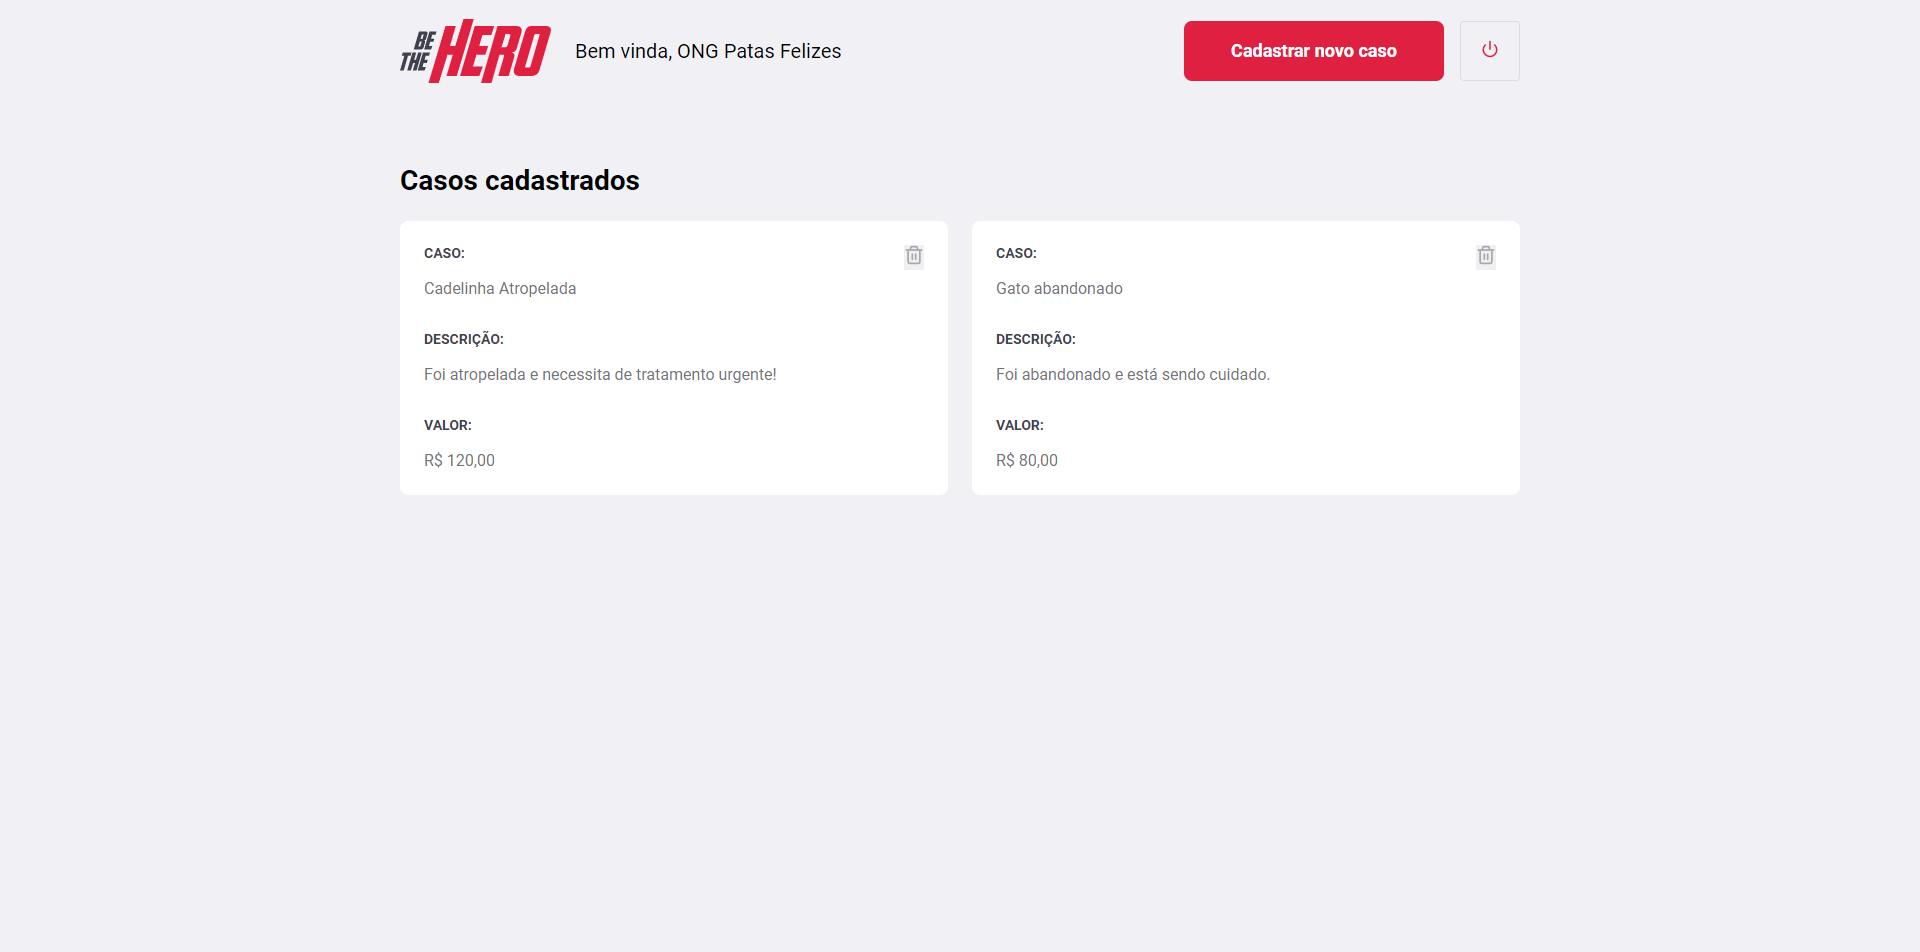 BE THE HERO
Bem vinda, ONG Patas Felizes
Cadastrar novo caso
Casos cadastrados
CASO:
Cadelinha Atropelada
DESCRIÇÃO:
Foi atropelada e necessita de tratamento urgente!
VALOR:
R$ 120,00
CASO:
Gato abandonado
DESCRIÇÃO:
Foi abandonado e está sendo cuidado.
VALOR:
R$ 80,00